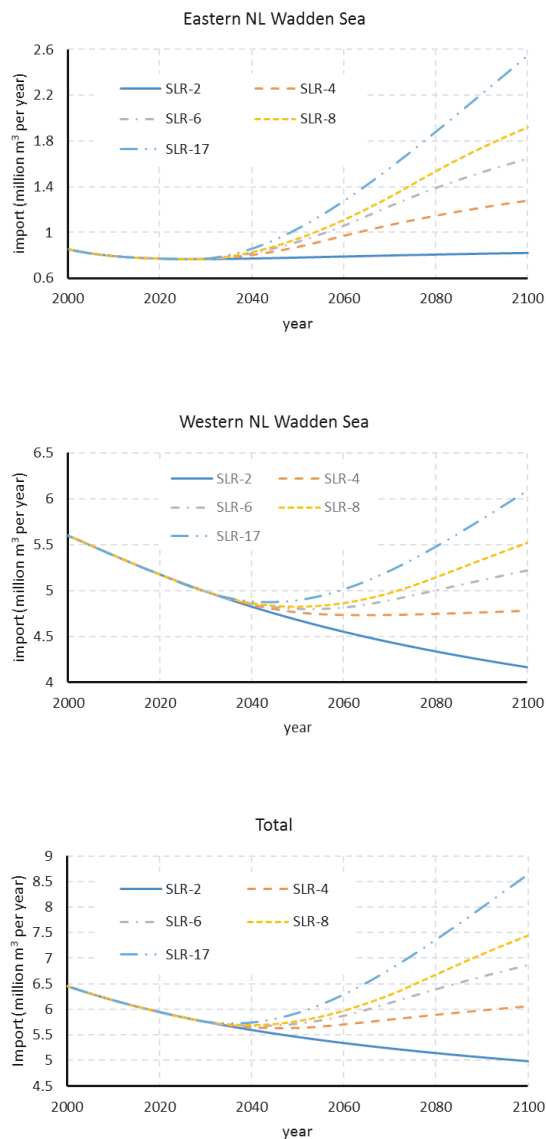 Eastern NL Wadden Sea
import (million m³ per year)
2.6
2.2
1.8
1.4
1
0.6
SLR-2
SLR-4
SLR-6
SLR-8
SLR-17
2000
2020
2040
2060
2080
2100
year
Western NL Wadden Sea
import (million m³ per year)
6.5
6
5.5
5
4.5
4
SLR-2
SLR-4
SLR-6
SLR-8
SLR-17
2000
2020
2040
2060
2080
2100
year
Total
Import (million m³ per year)
9
8.5
8
7.5
7
6.5
6
5.5
5
4.5
SLR-2
SLR-4
SLR-6
SLR-8
SLR-17
2000
2020
2040
2060
2080
2100
year